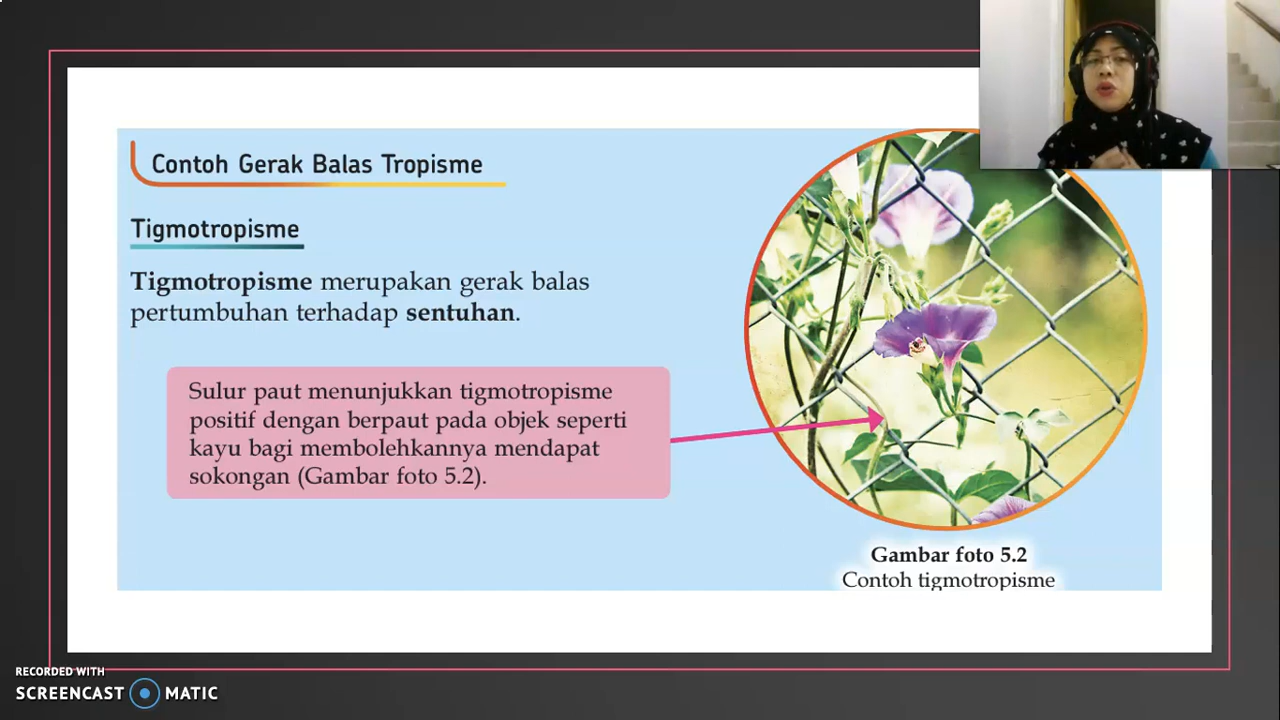 Contoh Gerak Balas Tropisme
Tigmotropisme
Tigmotropisme merupakan gerak balas
pertumbuhan terhadap sentuhan.
Sulur paut menunjukkan tigmotropisme
positif dengan berpaut pada objek seperti
kayu bagi membolehkannya mendapat
sokongan (Gambar foto 5.2).
Gambar foto 5.2
Contoh tigmotropisme
RECORDED WITH
SCREENCAST MATIC